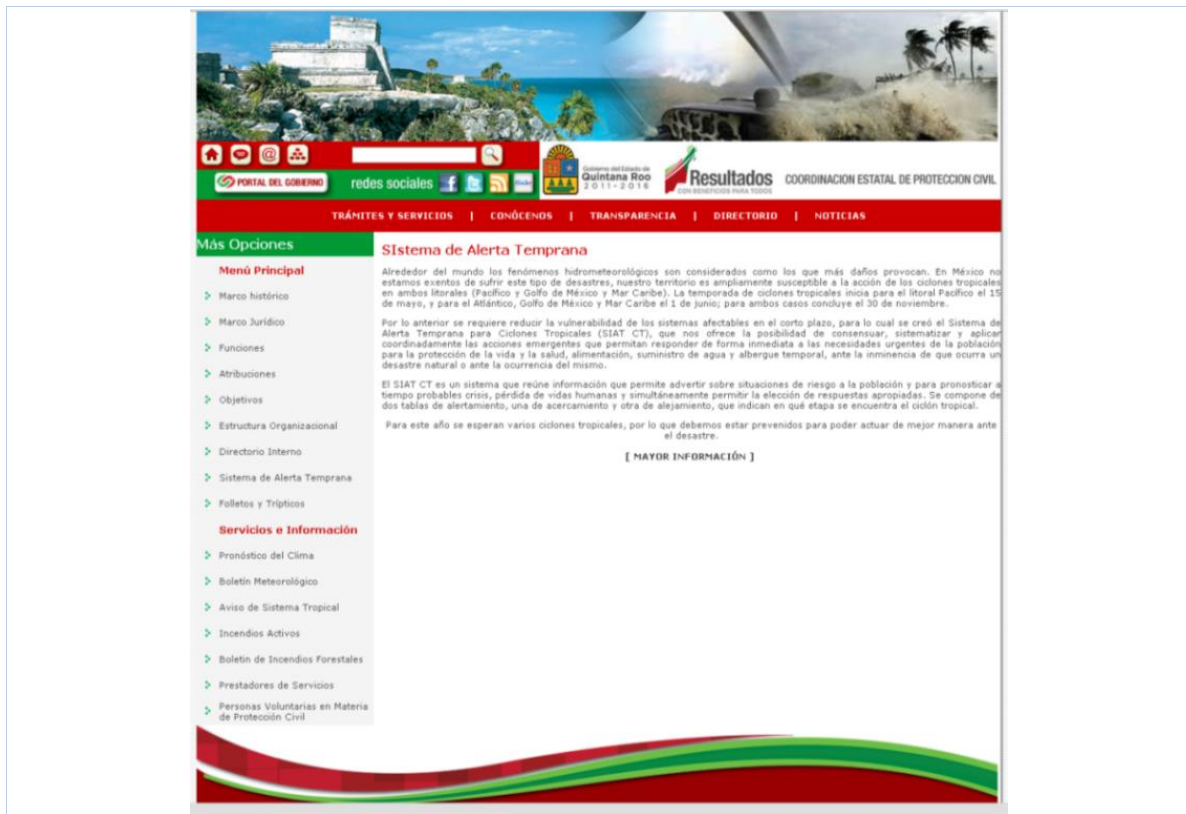 PORTAL DEL GOBIERNO
redes sociales
Gobierno del Estado de
Quintana Roo
2011-2016
Resultados
CON BENEFICIOS PARA TODOS
COORDINACION ESTATAL DE PROTECCION CIVIL
TRÁMITES Y SERVICIOS | CONÓCENOS | TRANSPARENCIA | DIRECTORIO | NOTICIAS
Más Opciones
Menú Principal
Marco histórico
Marco Jurídico
Funciones
Atribuciones
Objetivos
Estructura Organizacional
Directorio Interno
Sistema de Alerta Temprana
Folletos y Trípticos
Servicios e Información
Pronóstico del Clima
Boletín Meteorológico
Aviso de Sistema Tropical
Incendios Activos
Boletin de Incendios Forestales
Prestadores de Servicios
Personas Voluntarias en Materia
de Protección Civil
SIstema de Alerta Temprana
Alrededor del mundo los fenómenos hidrometeorológicos son considerados como los que más daños provocan. En México no
estamos exentos de sufrir este tipo de desastres, nuestro territorio es ampliamente susceptible a la acción de los ciclones tropicales
en ambos litorales (Pacífico y Golfo de México y Mar Caribe). La temporada de ciclones tropicales inicia para el litoral Pacífico el 15
de mayo, y para el Atlántico, Golfo de México y Mar Caribe el 1 de junio; para ambos casos concluye el 30 de noviembre.
Por lo anterior se requiere reducir la vulnerabilidad de los sistemas afectables en el corto plazo, para lo cual se creó el Sistema de
Alerta Temprana para Ciclones Tropicales (SIAT CT), que nos ofrece la posibilidad de consensuar, sistematizar y aplicar
coordinadamente las acciones emergentes que permitan responder de forma inmediata a las necesidades urgentes de la población
para la protección de la vida y la salud, alimentación, suministro de agua y albergue temporal, ante la inminencia de que ocurra un
desastre natural o ante la ocurrencia del mismo.
El SIAT CT es un sistema que reúne información que permite advertir sobre situaciones de riesgo a la población y para pronosticar a
tiempo probables crisis, pérdida de vidas humanas y simultáneamente permitir la elección de respuestas apropiadas. Se compone de
dos tablas de alertamiento, una de acercamiento y otra de alejamiento, que indican en qué etapa se encuentra el ciclón tropical.
Para este año se esperan varios ciclones tropicales, por lo que debemos estar prevenidos para poder actuar de mejor manera ante
el desastre.
[ MAYOR INFORMACIÓN ]